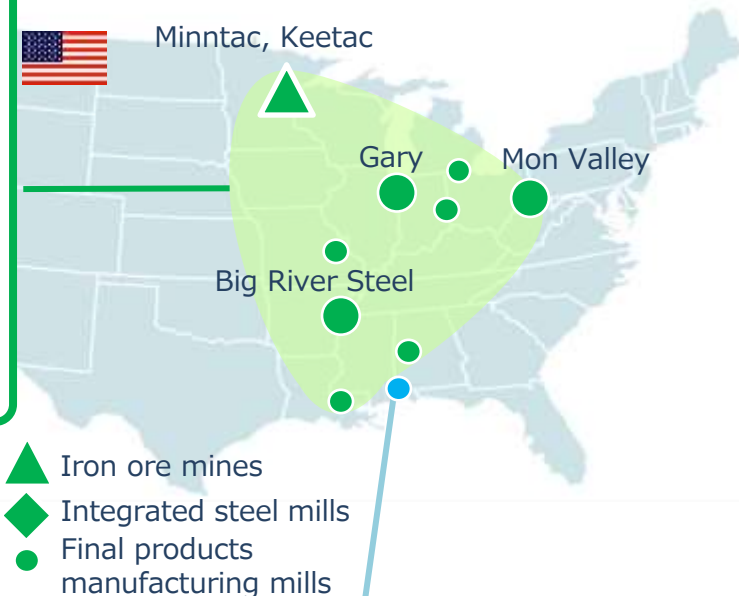 Minntac, Keetac
Gary
Mon Valley
Big River Steel
Iron ore mines
Integrated steel mills
Final products
manufacturing mills